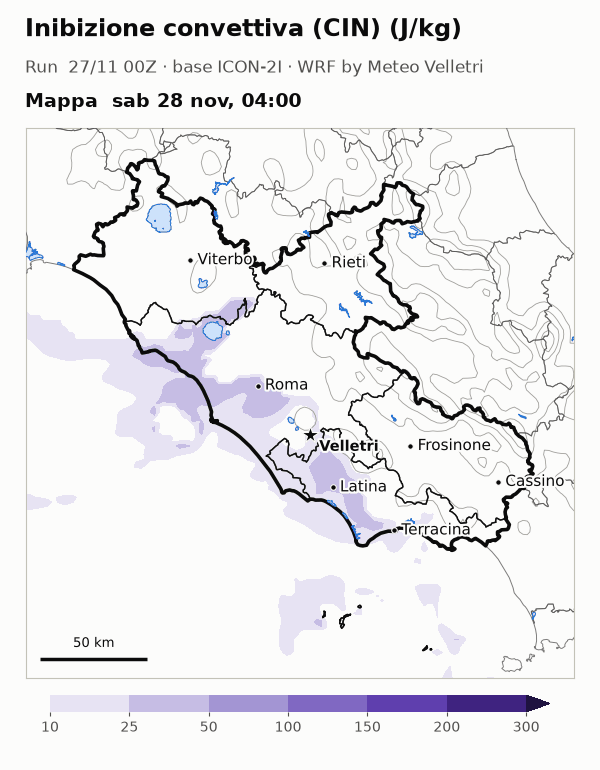 Inibizione convettiva (CIN) (J/kg)
Run  27/11 00Z · base ICON-2I · WRF by Meteo Velletri
Mappa  sab 28 nov, 04:00
Viterbo
Rieti
Roma
Velletri
Frosinone
Latina
Cassino
Terracina
50 km
10 25 50 100 150 200 300